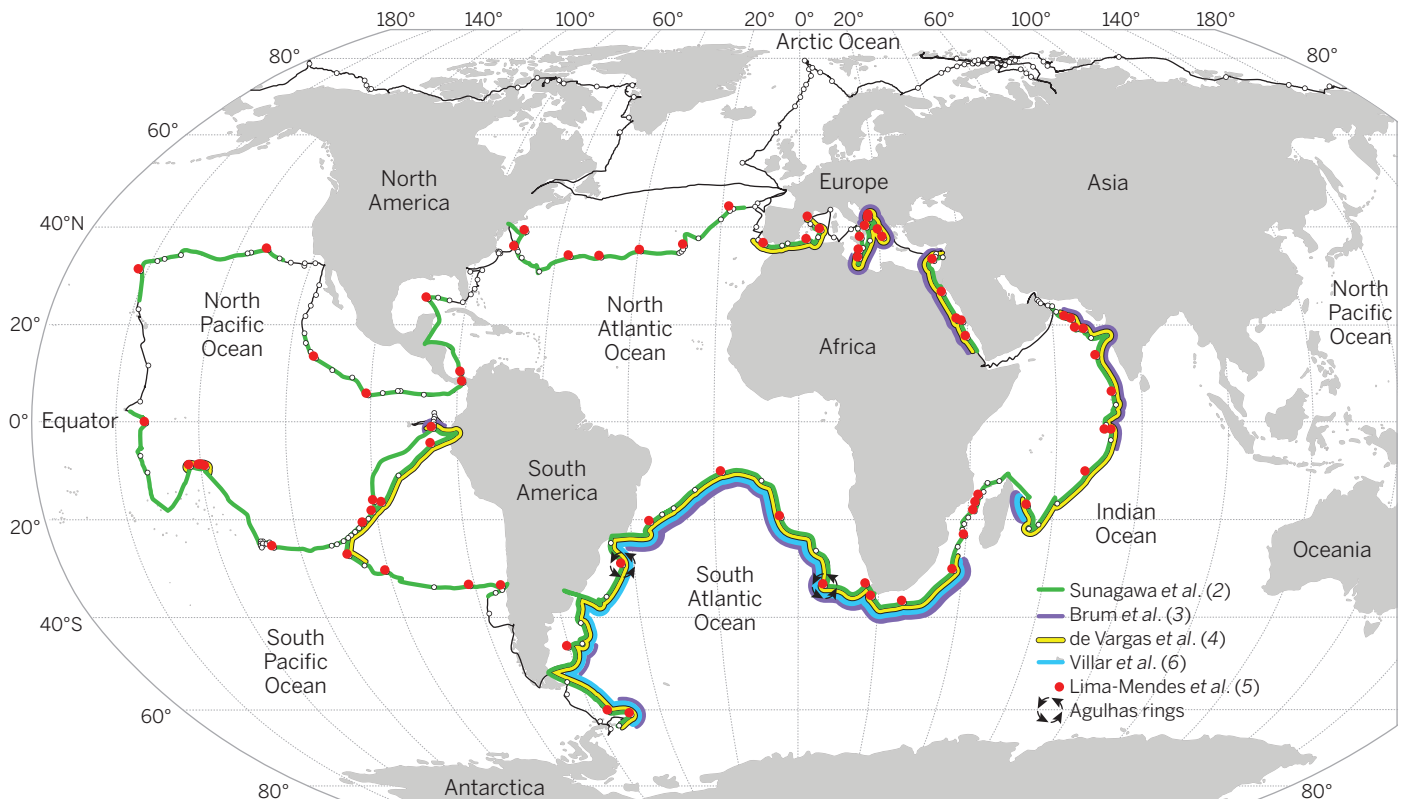 180° 140° 100° 60° 20° 0° 20° 60° 100° 140° 180°
Arctic Ocean
80° 80°
60°
North
America
Europe
Asia
40°N
North
Pacific
Ocean
North
Atlantic
Ocean
North
Pacific
Ocean
20°
Africa
0° Equator
South
America
20°
Indian
Ocean
Oceania
South
Atlantic
Ocean
40°S
South
Pacific
Ocean
Sunagawa et al. (2)
Brum et al. (3)
de Vargas et al. (4)
Villar et al. (6)
Lima-Mendes et al. (5)
Agulhas rings
60°
80° Antarctica 80°